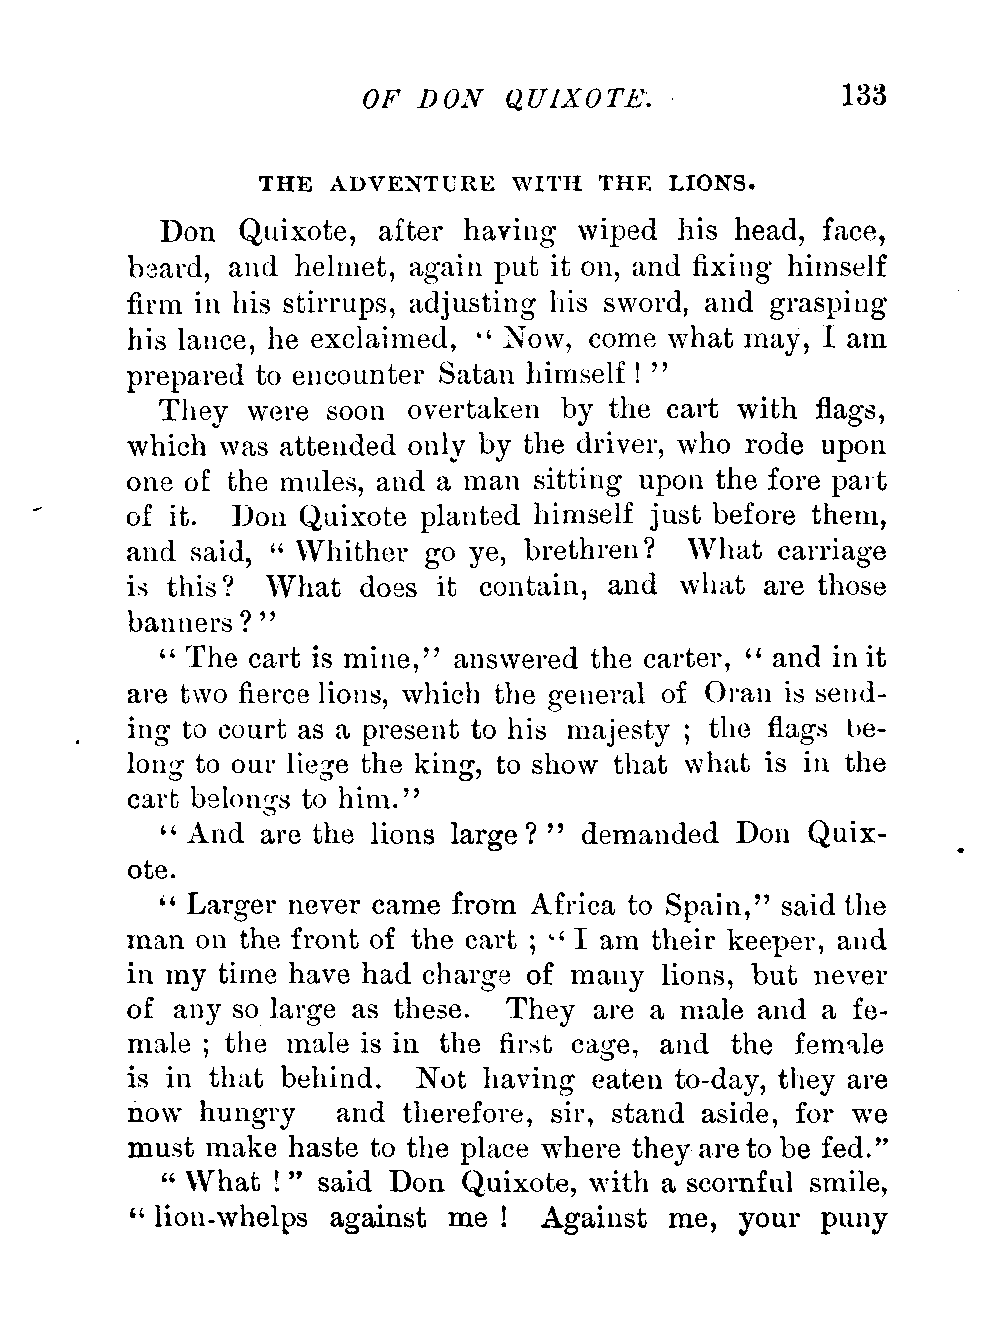 OF DON QUIXOTE. 133
THE ADVENTURE WITH THE LIONS.
Don Quixote, after having wiped his head, face,
beard, and helmet, again put it on, and fixing himself
firm in his stirrups, adjusting his sword, and grasping
his lance, he exclaimed, “ Now, come what may, I am
prepared to encounter Satan himself ! ”
They were soon overtaken by the cart with flags,
which was attended only by the driver, who rode upon
one of the mules, and a man sitting upon the fore part
of it. Don Quixote planted himself just before them,
and said, “ Whither go ye, brethren? What carriage
is this? What does it contain, and what are those
banners ? ”
“ The cart is mine,” answered the carter, “ and in it
are two fierce lions, which the general of Oran is send-
ing to court as a present to his majesty ; the flags be-
long to our liege the king, to show that what is in the
cart belongs to him.”
“ And are the lions large ? ” demanded Don Quix-
ote.
“ Larger never came from Africa to Spain,” said the
man on the front of the cart ; “ I am their keeper, and
in my time have had charge of many lions, but never
of any so large as these. They are a male and a fe-
male ; the male is in the first cage, and the female
is in that behind. Not having eaten to-day, they are
now hungry and therefore, sir, stand aside, for we
must make haste to the place where they are to be fed.”
“ What ! ” said Don Quixote, with a scornful smile,
“ lion-whelps against me ! Against me, your puny